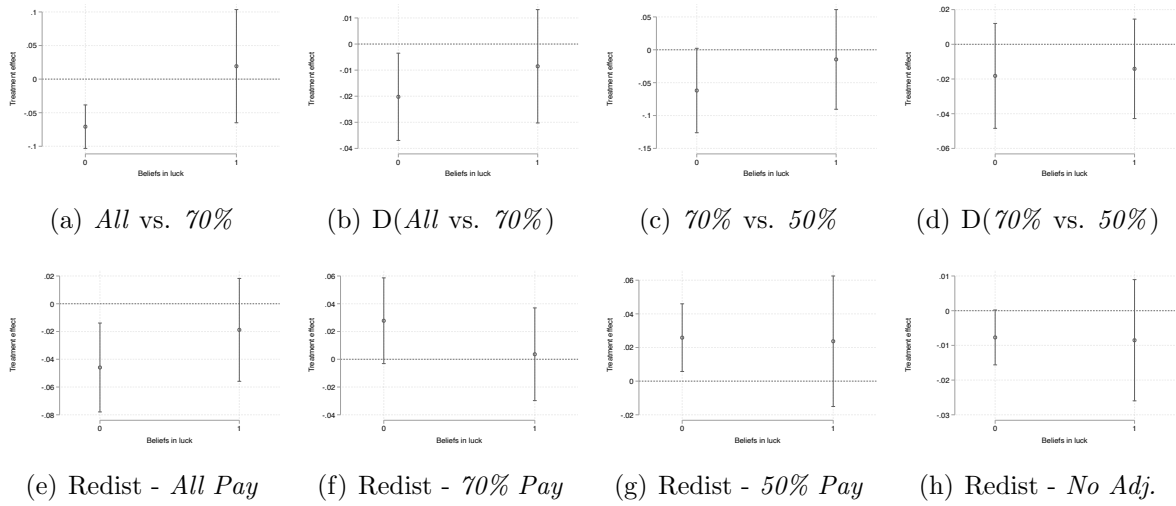 .1
.05
0
-.05
-.1
Treatment effect
0 1
Beliefs in luck
(a) All vs. 70%
.01
0
-.01
-.02
-.03
-.04
Treatment effect
0 1
Beliefs in luck
(b) D(All vs. 70%)
.05
0
-.05
-.1
-.15
Treatment effect
0 1
Beliefs in luck
(c) 70% vs. 50%
.02
0
-.02
-.04
-.06
Treatment effect
0 1
Beliefs in luck
(d) D(70% vs. 50%)
.02
0
-.02
-.04
-.06
-.08
Treatment effect
0 1
Beliefs in luck
(e) Redist - All Pay
.06
.04
.02
0
-.02
-.04
Treatment effect
0 1
Beliefs in luck
(f) Redist - 70% Pay
.06
.04
.02
0
-.02
Treatment effect
0 1
Beliefs in luck
(g) Redist - 50% Pay
.01
0
-.01
-.02
-.03
Treatment effect
0 1
Beliefs in luck
(h) Redist - No Adj.